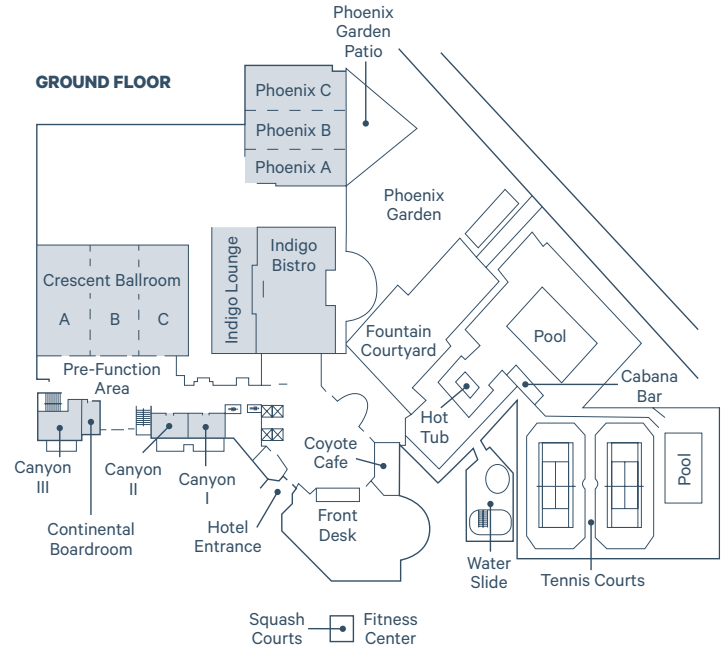 Phoenix
Garden
Patio
GROUND FLOOR
Phoenix C
Phoenix B
Phoenix A
Phoenix
Garden
Indigo Lounge
Indigo
Bistro
Crescent Ballroom
A
B
C
Fountain
Courtyard
Pool
Pre-Function
Area
Cabana
Bar
Hot
Tub
Coyote
Cafe
Canyon
III
Canyon
II
Canyon
I
Pool
Continental
Boardroom
Hotel
Entrance
Front
Desk
Water
Slide
Tennis Courts
Squash
Courts
Fitness
Center